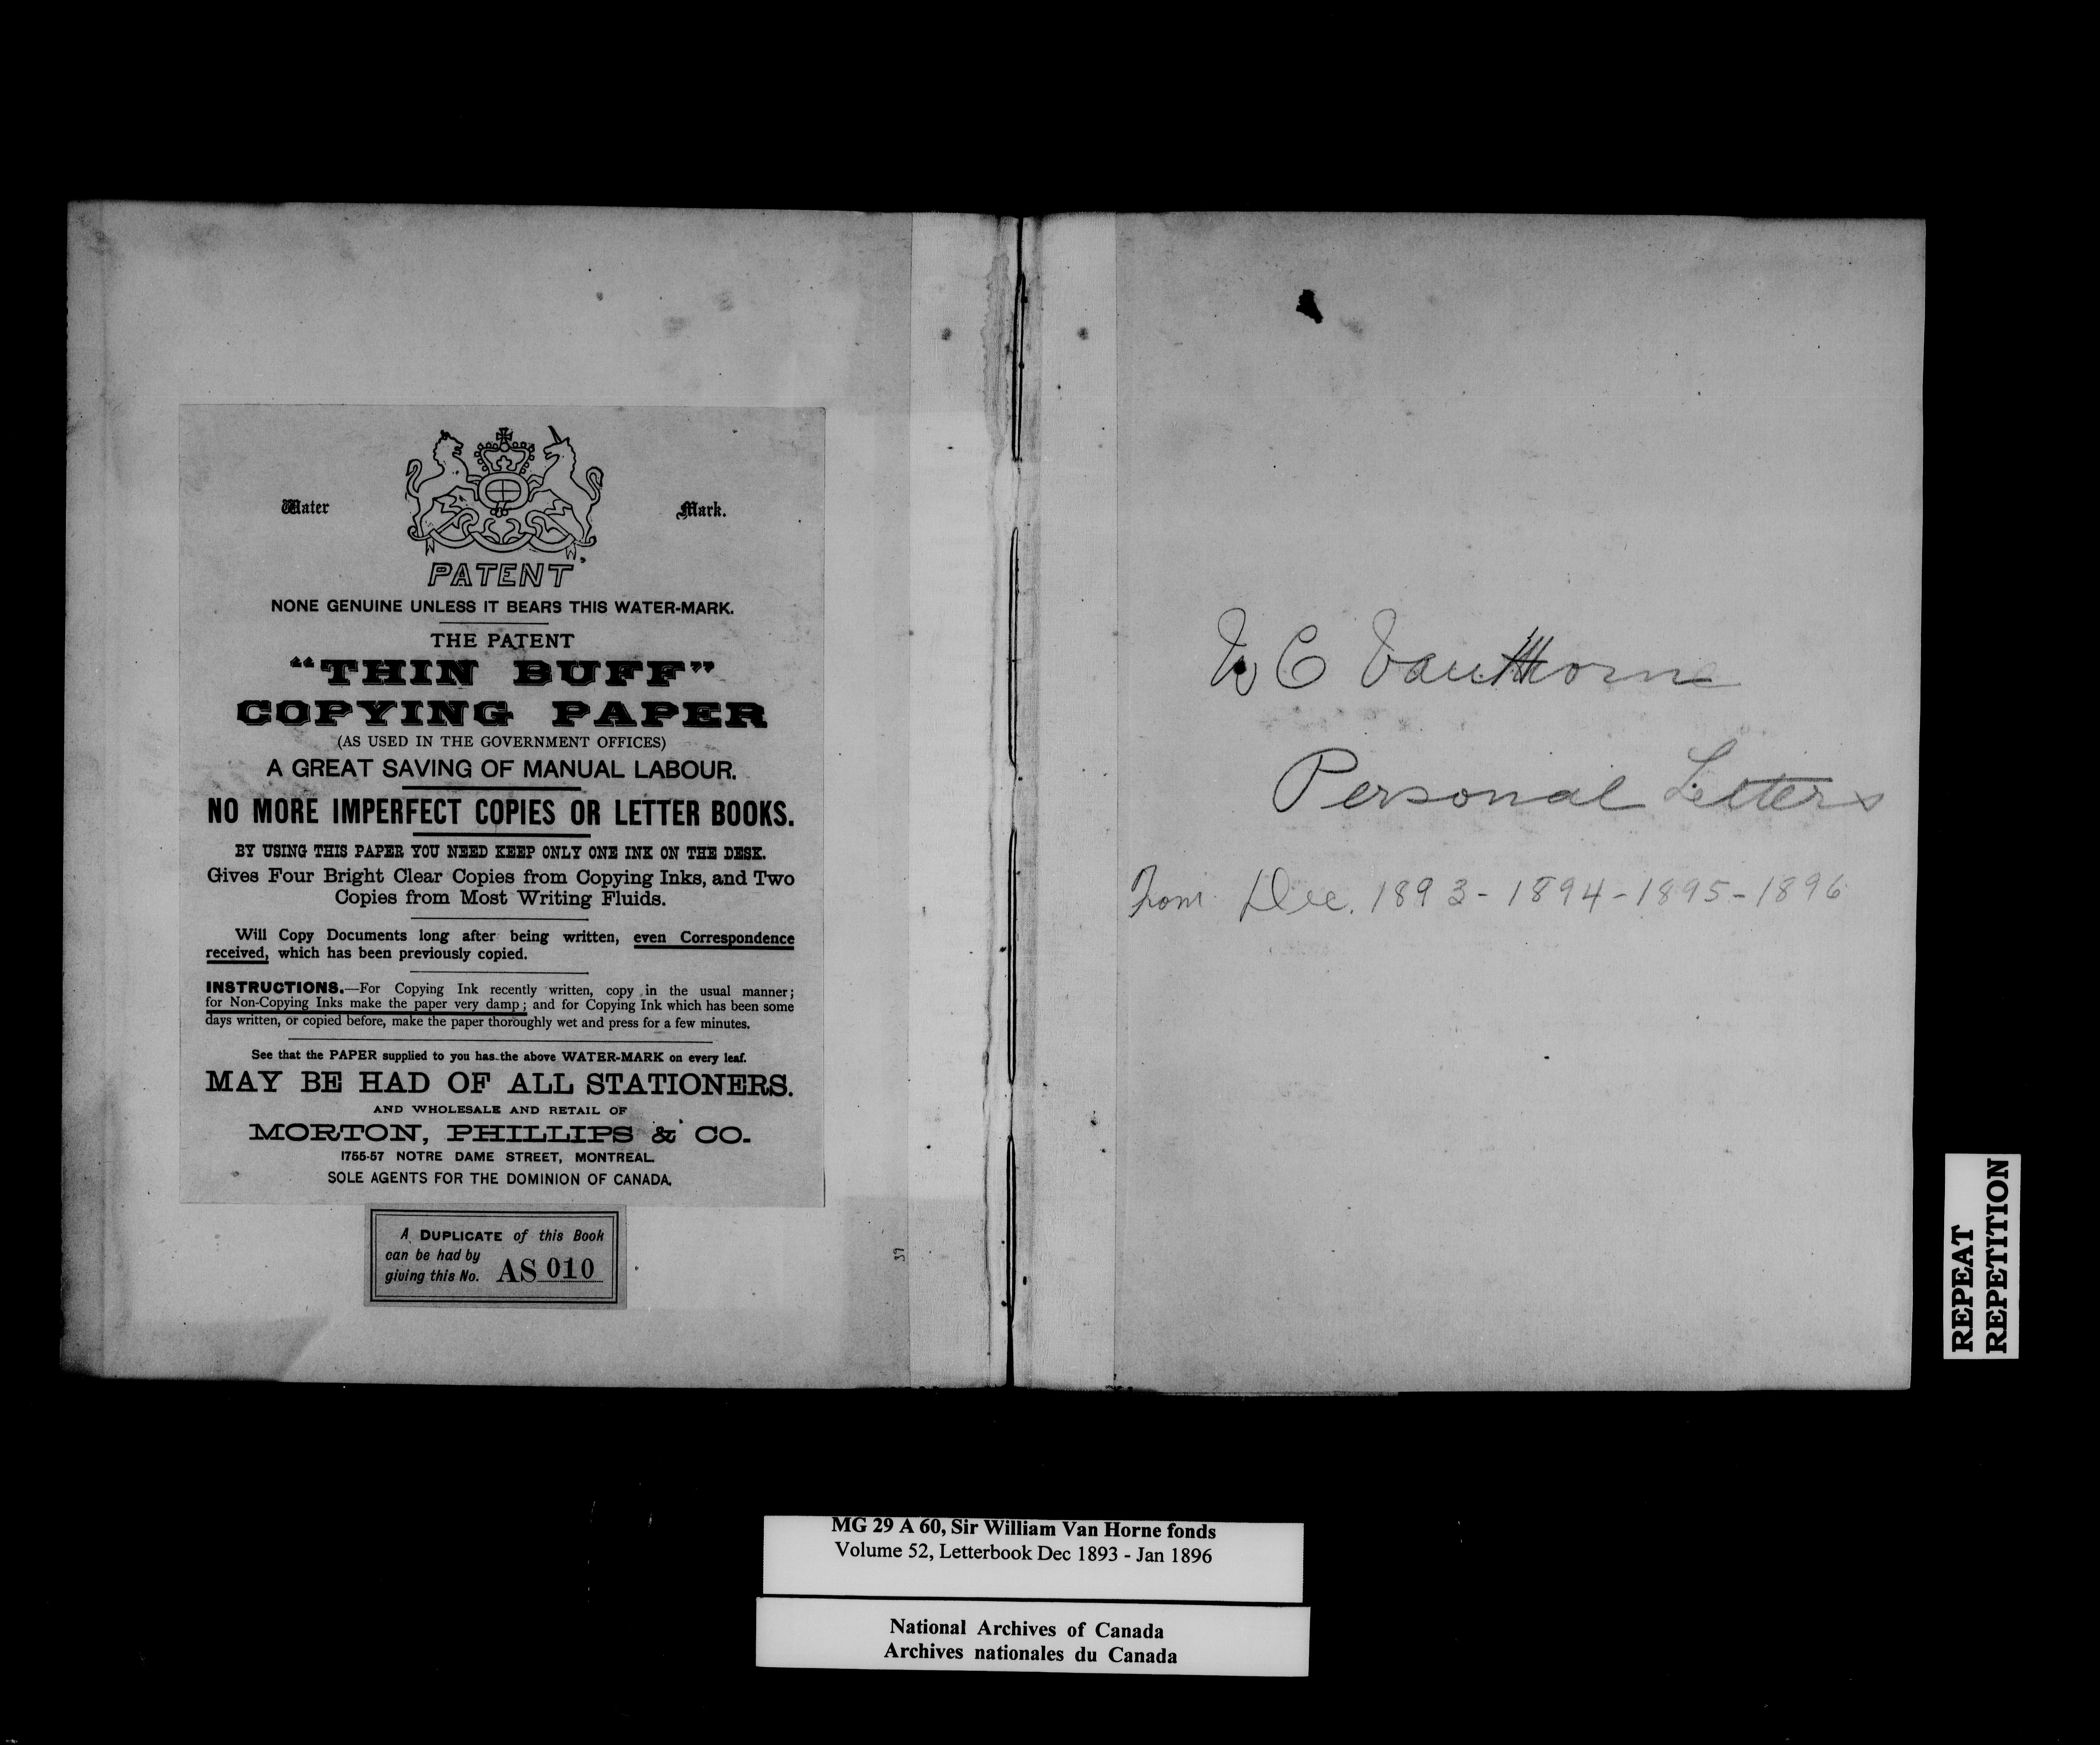 Water Mark.
PATENT
NONE GENUINE UNLESS IT BEARS THIS WATER-MARK.
THE PATENT
"THIN BUFF"
COPYING PAPER
(AS USED IN THE GOVERNMENT OFFICES)
A GREAT SAVING OF MANUAL LABOUR.
NO MORE IMPERFECT COPIES OR LETTER BOOKS.
BY USING THIS PAPER YOU NEED KEEP ONLY ONE INK ON THE DESK.
Gives Four Bright Clear Copies from Copying Inks, and Two
Copies from Most Writing Fluids.
Will Copy Documents long after being written, even Correspondence
received, which has been previously copied.
INSTRUCTIONS.—For Copying Ink recently written, copy in the usual manner;
for Non-Copying Inks make the paper very damp; and for Copying Ink which has been some
days written, or copied before, make the paper thoroughly wet and press for a few minutes.
See that the PAPER supplied to you has the above WATER-MARK on every leaf.
MAY BE HAD OF ALL STATIONERS.
AND WHOLESALE AND RETAIL OF
MORTON, PHILLIPS & CO.
1755-57 NOTRE DAME STREET, MONTREAL.
SOLE AGENTS FOR THE DOMINION OF CANADA.
A DUPLICATE of this Book
can be had by
giving this No. AS 010
37
W C Van Horne
Personal Letters
From Dec. 1893 - 1894 - 1895 - 1896
REPEAT
REPETITION
MG 29 A 60, Sir William Van Horne fonds
Volume 52, Letterbook Dec 1893 - Jan 1896
National Archives of Canada
Archives nationales du Canada